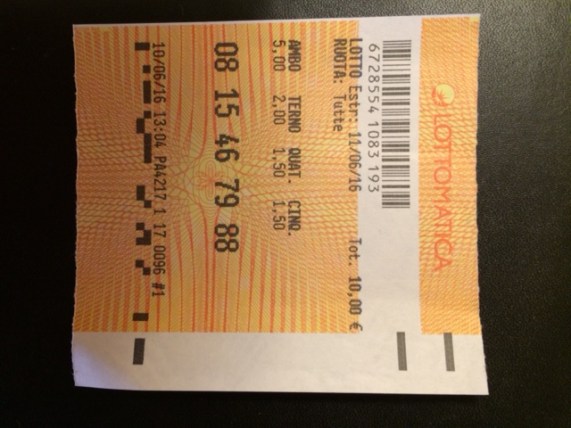 LOTTOMATICA
6728554 1083 193
LOTTO Estr: 11/06/16 Tot: 10,00 €
RUOTA: Tutte
AMBO TERNO QUAT. CINQ.
5,00 2,00 1,50 1,50
08 15 46 79 88
10/06/16 13:04 PA4217 1 17 0096 #1